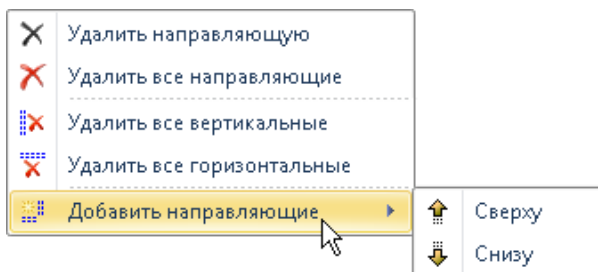 Удалить направляющую
Удалить все направляющие
Удалить все вертикальные
Удалить все горизонтальные
Добавить направляющие
Сверху
Снизу